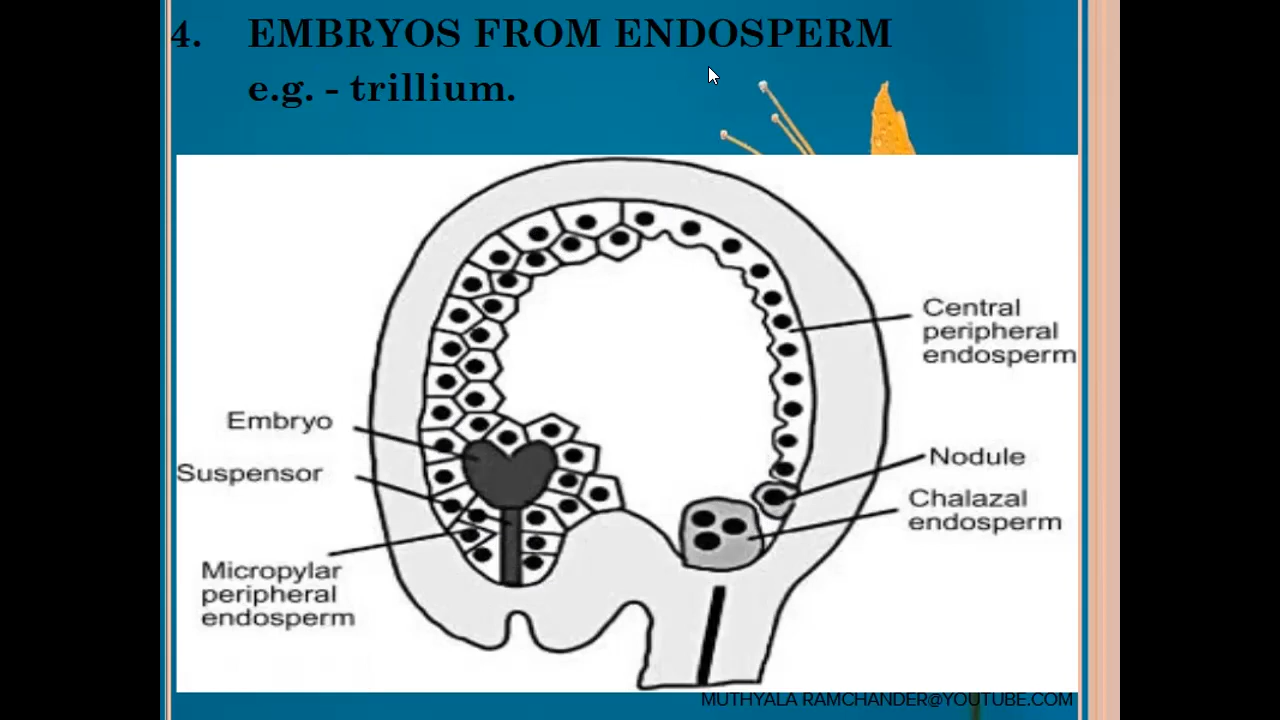 4. EMBRYOS FROM ENDOSPERM
e.g. - trillium.
Central
peripheral
endosperm
Embryo
Nodule
Suspensor
Chalazal
endosperm
Micropylar
peripheral
endosperm
MUTHYALA RAMCHANDER@YOUTUBE.COM